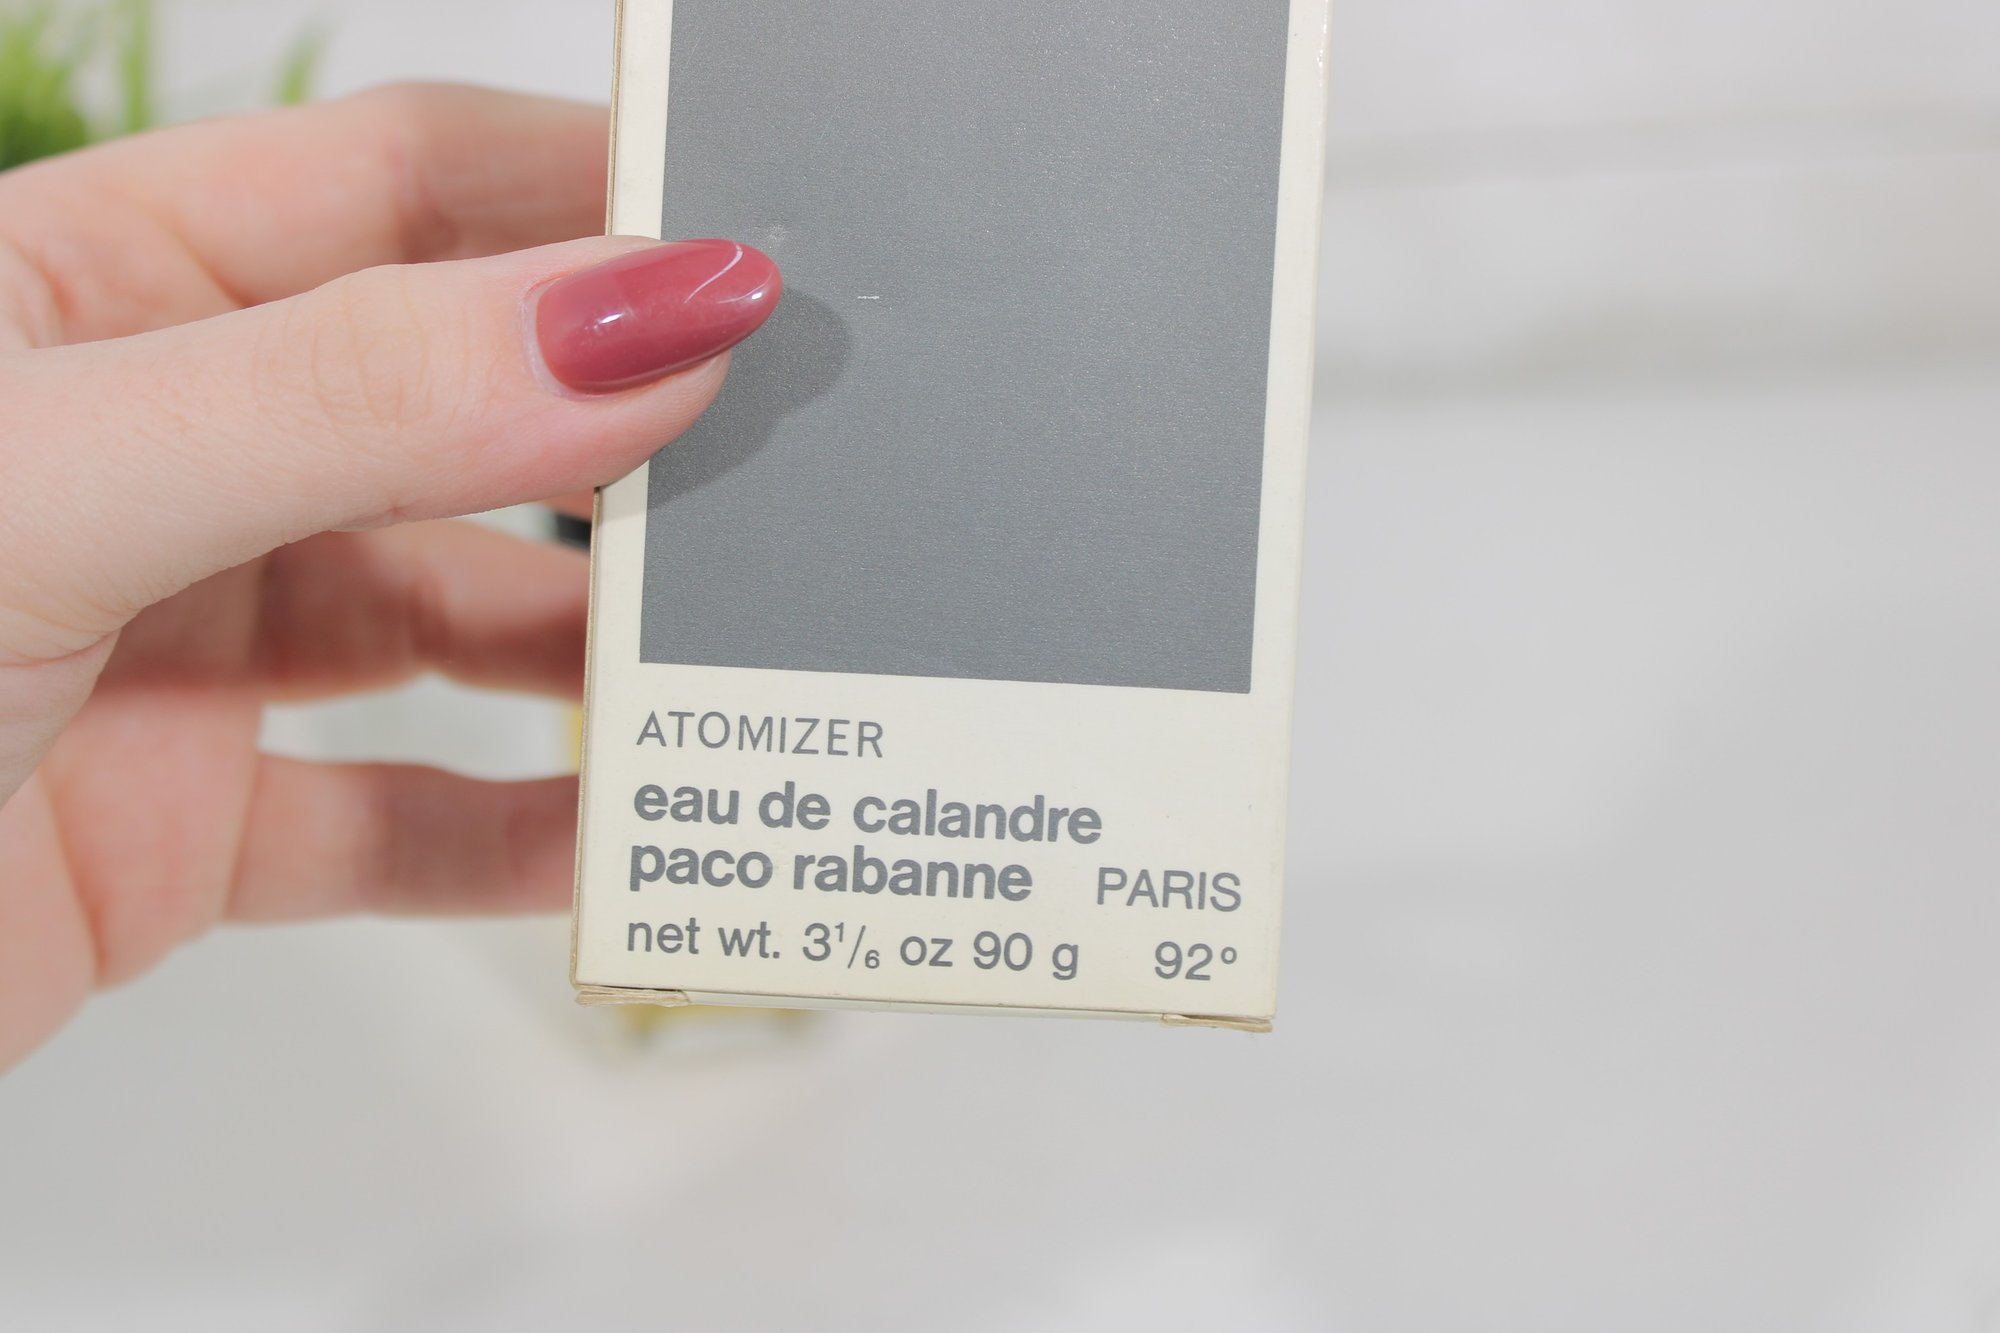 ATOMIZER
eau de calandre
paco rabanne PARIS
net wt. 3¹/₆ oz 90 g 92°